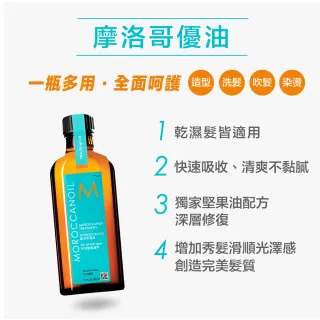 摩洛哥優油
一瓶多用·全面呵護
造型 洗髮 吹髮 染燙
1 乾濕髮皆適用
2 快速吸收、清爽不黏膩
3 獨家堅果油配方
深層修復
4 增加秀髮滑順光澤感
創造完美髮質
M
MOROCCANOIL
MOROCCANOIL
TREATMENT